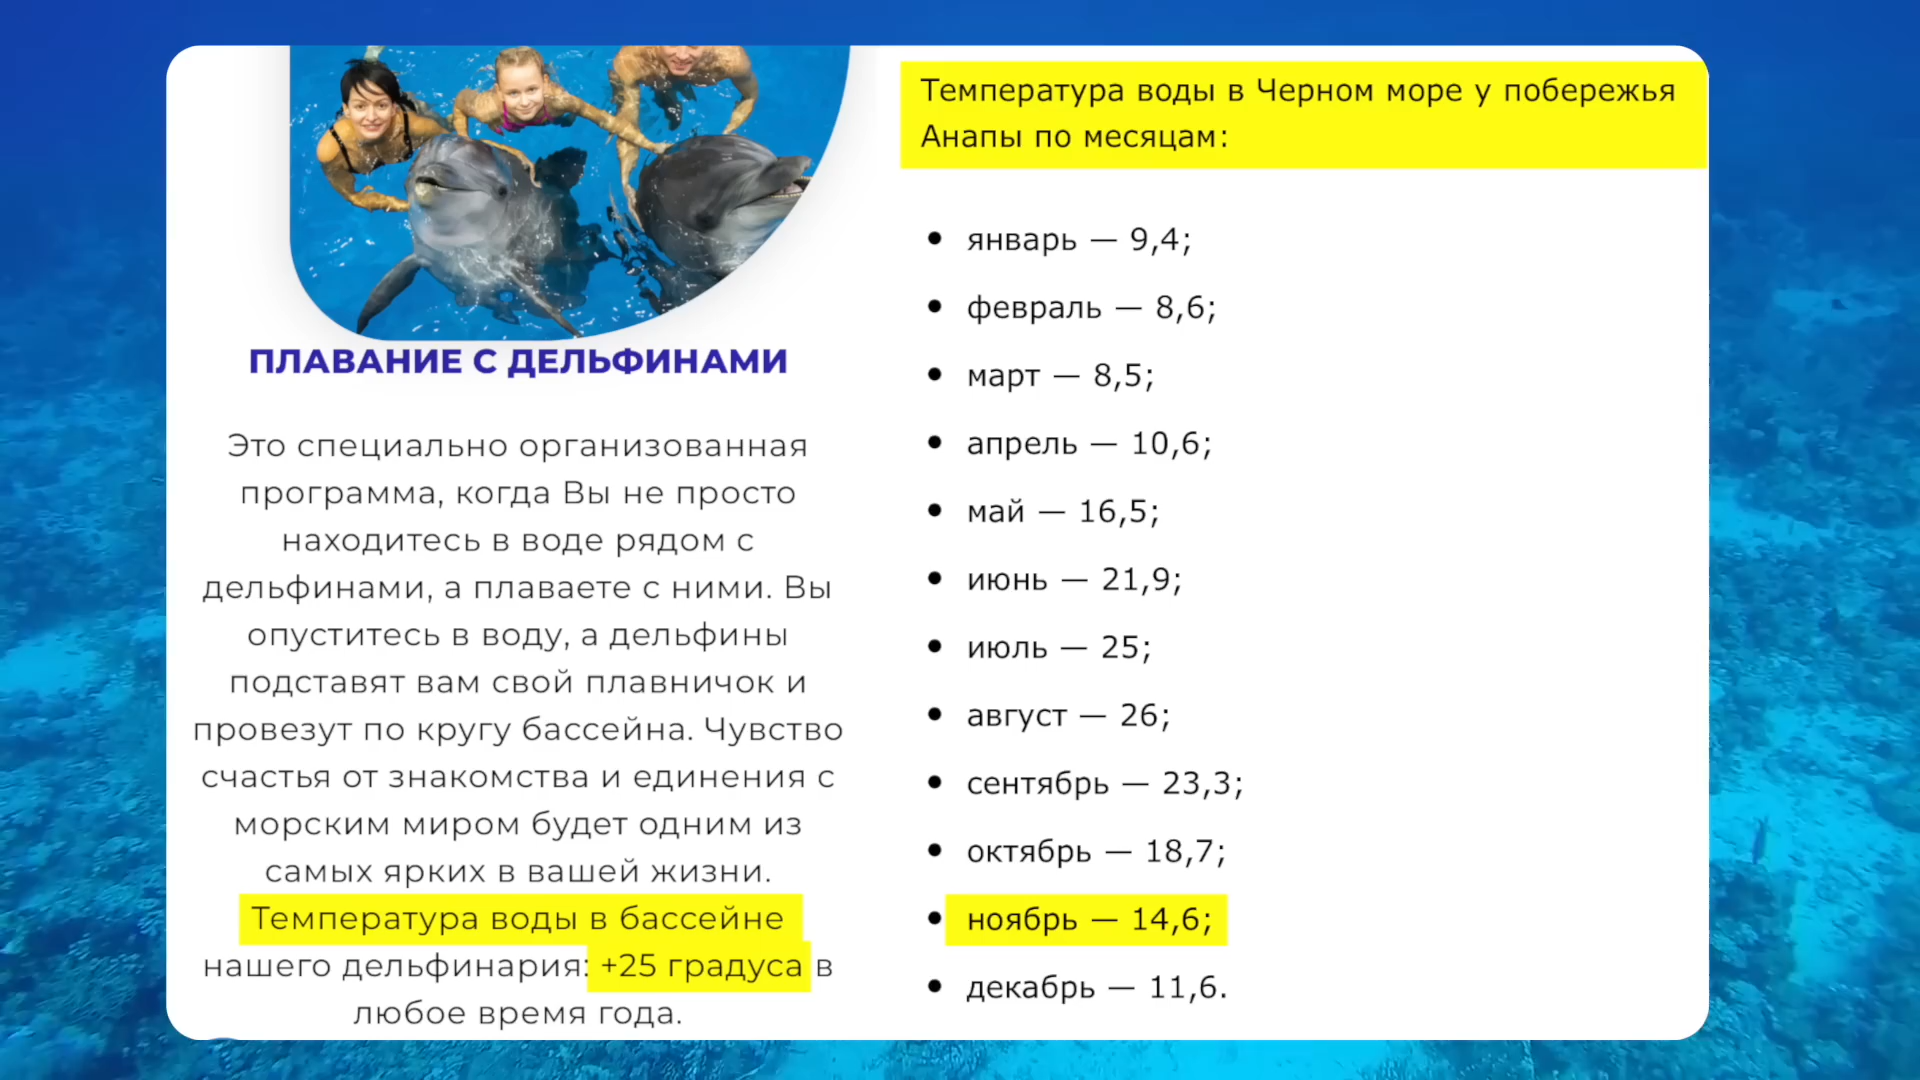 ПЛАВАНИЕ С ДЕЛЬФИНАМИ
Это специально организованная
программа, когда Вы не просто
находитесь в воде рядом с
дельфинами, а плаваете с ними. Вы
опуститесь в воду, а дельфины
подставят вам свой плавничок и
провезут по кругу бассейна. Чувство
счастья от знакомства и единения с
морским миром будет одним из
самых ярких в вашей жизни.
Температура воды в бассейне
нашего дельфинария: +25 градуса в
любое время года.
Температура воды в Черном море у побережья
Анапы по месяцам:
• январь — 9,4;
• февраль — 8,6;
• март — 8,5;
• апрель — 10,6;
• май — 16,5;
• июнь — 21,9;
• июль — 25;
• август — 26;
• сентябрь — 23,3;
• октябрь — 18,7;
• ноябрь — 14,6;
• декабрь — 11,6.